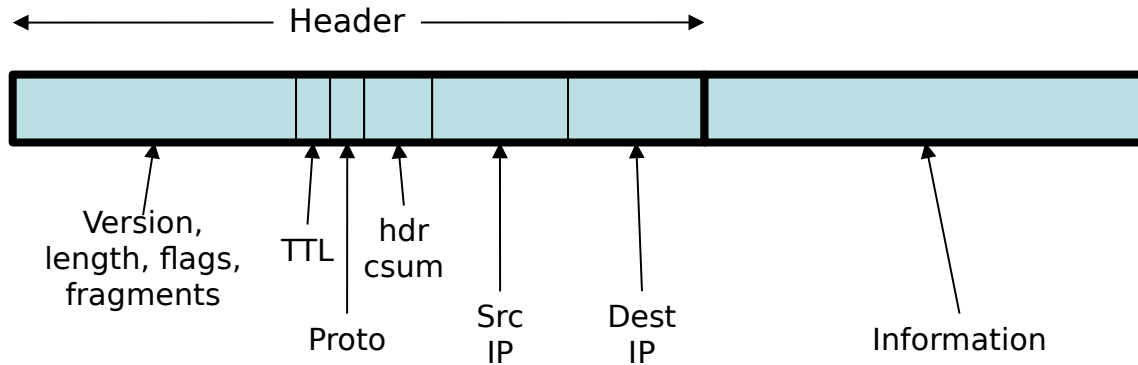 Header
Version,
length, flags,
fragments
TTL
Proto
hdr
csum
Src
IP
Dest
IP
Information